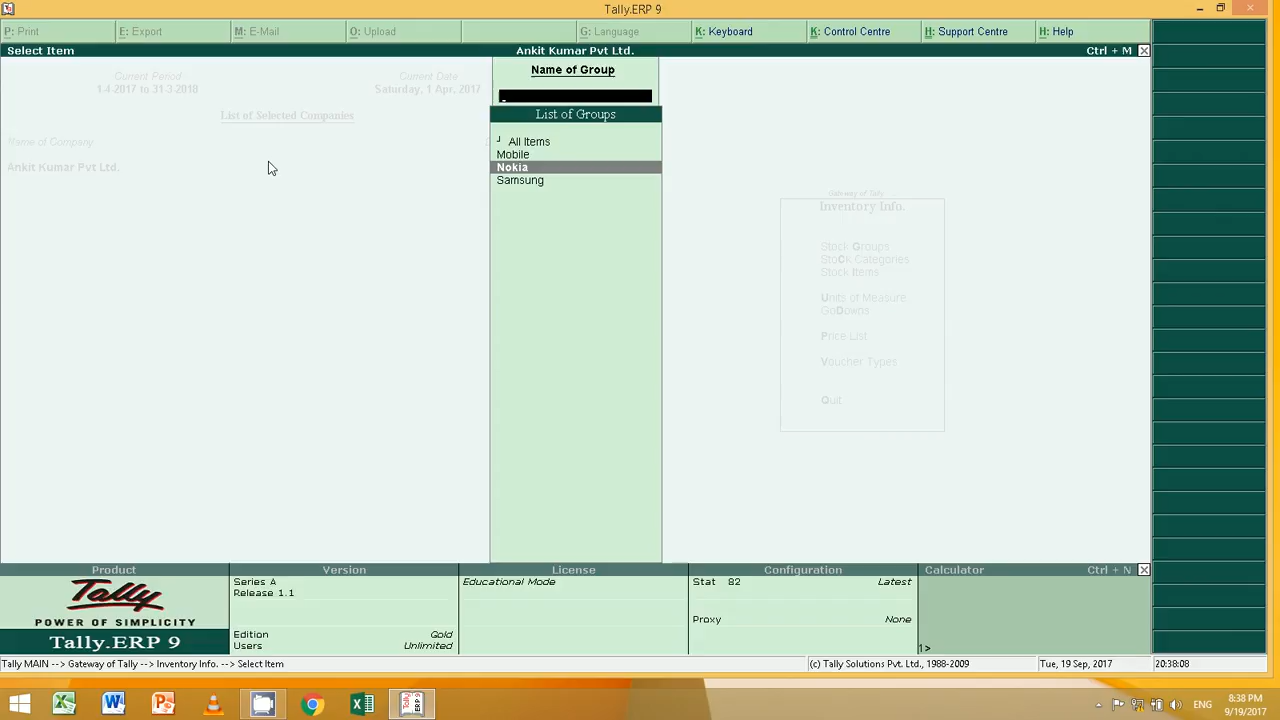 Tally.ERP 9
P: Print E: Export M: E-Mail O: Upload G: Language K: Keyboard K: Control Centre H: Support Centre H: Help
Select Item Ankit Kumar Pvt Ltd. Ctrl + M
Current Period Current Date
1-4-2017 to 31-3-2018 Saturday, 1 Apr, 2017
List of Selected Companies
Name of Company
Ankit Kumar Pvt Ltd.
Name of Group
List of Groups
All Items
Mobile
Nokia
Samsung
Gateway of Tally ...
Inventory Info.
Stock Groups
StoCk Categories
Stock Items
Units of Measure
GoDowns
Price List
Voucher Types
Quit
Product Version License Configuration Calculator Ctrl + N
Tally
POWER OF SIMPLICITY
Tally.ERP 9
Series A
Release 1.1
Edition Gold
Users Unlimited
Educational Mode
Stat 82 Latest
Proxy None
1>
Tally MAIN --> Gateway of Tally --> Inventory Info. --> Select Item (c) Tally Solutions Pvt. Ltd., 1988-2009 Tue, 19 Sep, 2017 20:38:08
ENG 8:38 PM
9/19/2017